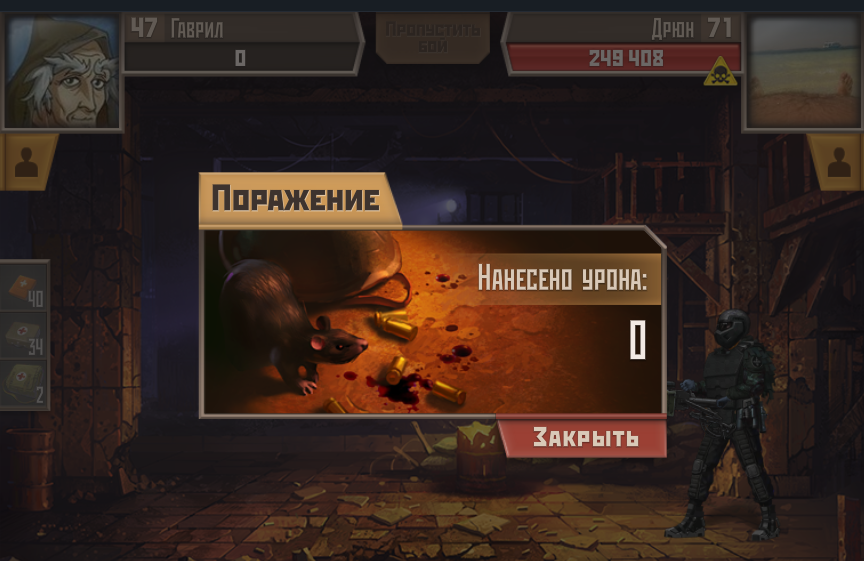 47 Гаврил
0
Пропустить
бой
Дрюн 71
249 408
Поражение
Нанесено урона:
0
40
34
2
Закрыть